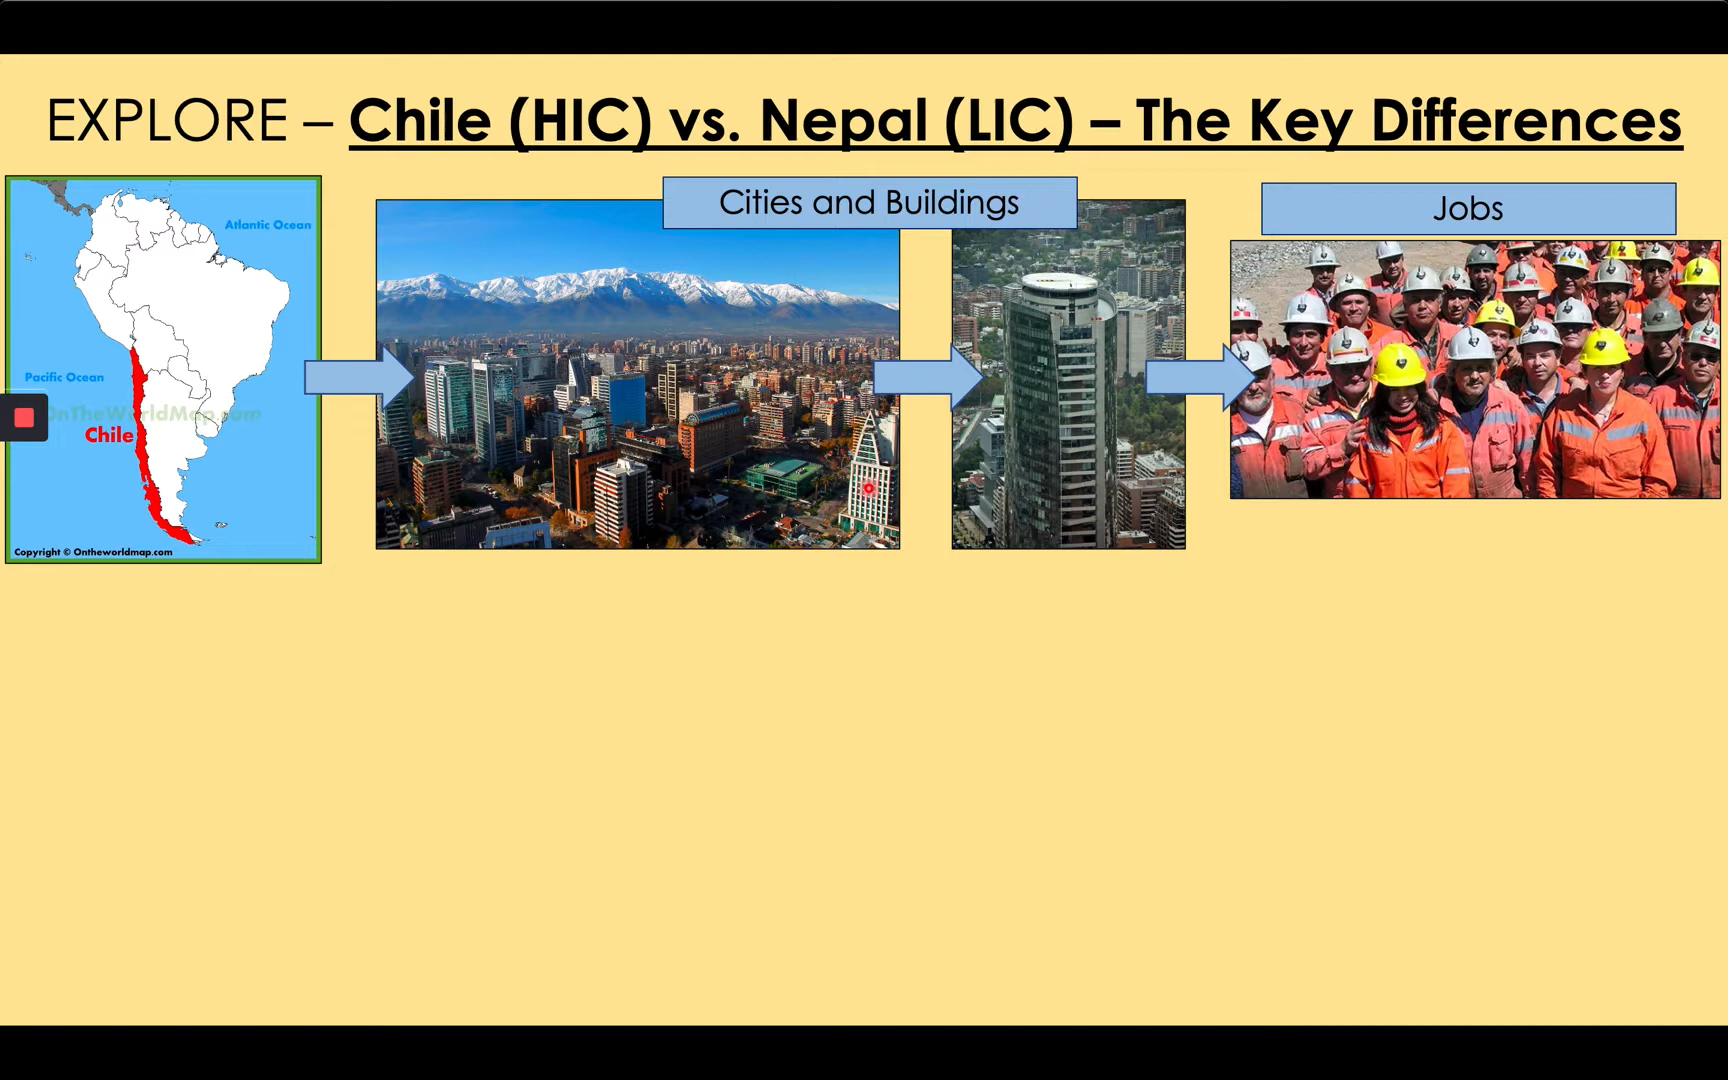 EXPLORE – Chile (HIC) vs. Nepal (LIC) – The Key Differences
Cities and Buildings
Jobs
Atlantic Ocean
Pacific Ocean
OnTheWorldMap.com
Chile
Copyright © Ontheworldmap.com